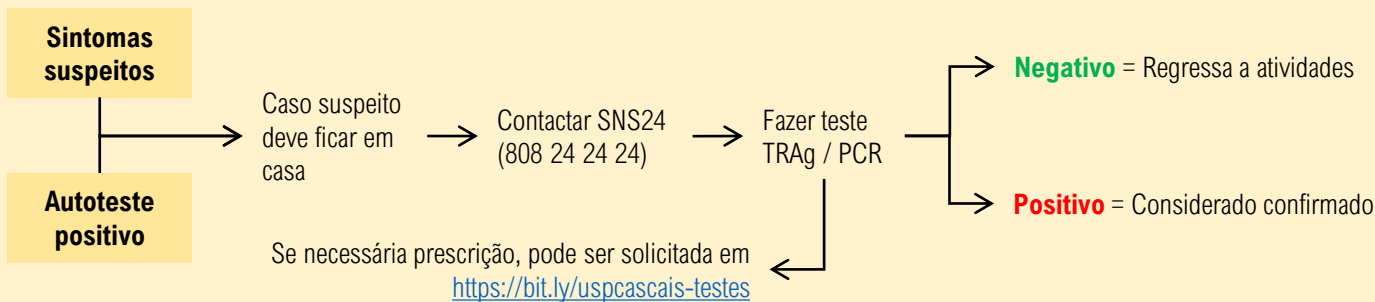 Sintomas
suspeitos
Autoteste
positivo
Caso suspeito
deve ficar em
casa
Contactar SNS24
(808 24 24 24)
Fazer teste
TRAg / PCR
Negativo = Regressa a atividades
Positivo = Considerado confirmado
Se necessária prescrição, pode ser solicitada em
https://bit.ly/uspcascais-testes